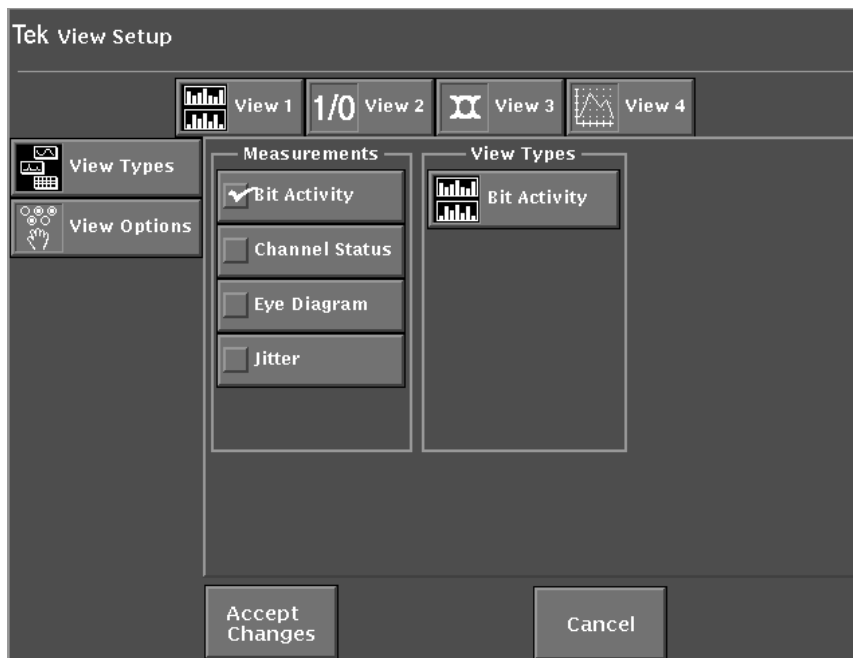 Tek View Setup
View 1
1/0 View 2
View 3
View 4
View Types
View Options
Measurements
Bit Activity
Channel Status
Eye Diagram
Jitter
View Types
Bit Activity
Accept
Changes
Cancel